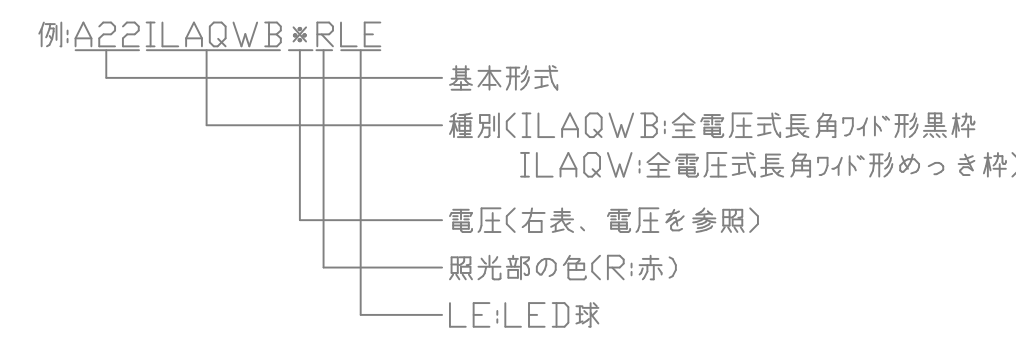 例:A22ILAQWB※RLE
基本形式
種別(ILAQWB:全電圧式長角ワイド形黒枠
ILAQW:全電圧式長角ワイド形めっき枠)
電圧(右表、電圧を参照)
照光部の色(R:赤)
LE:LED球